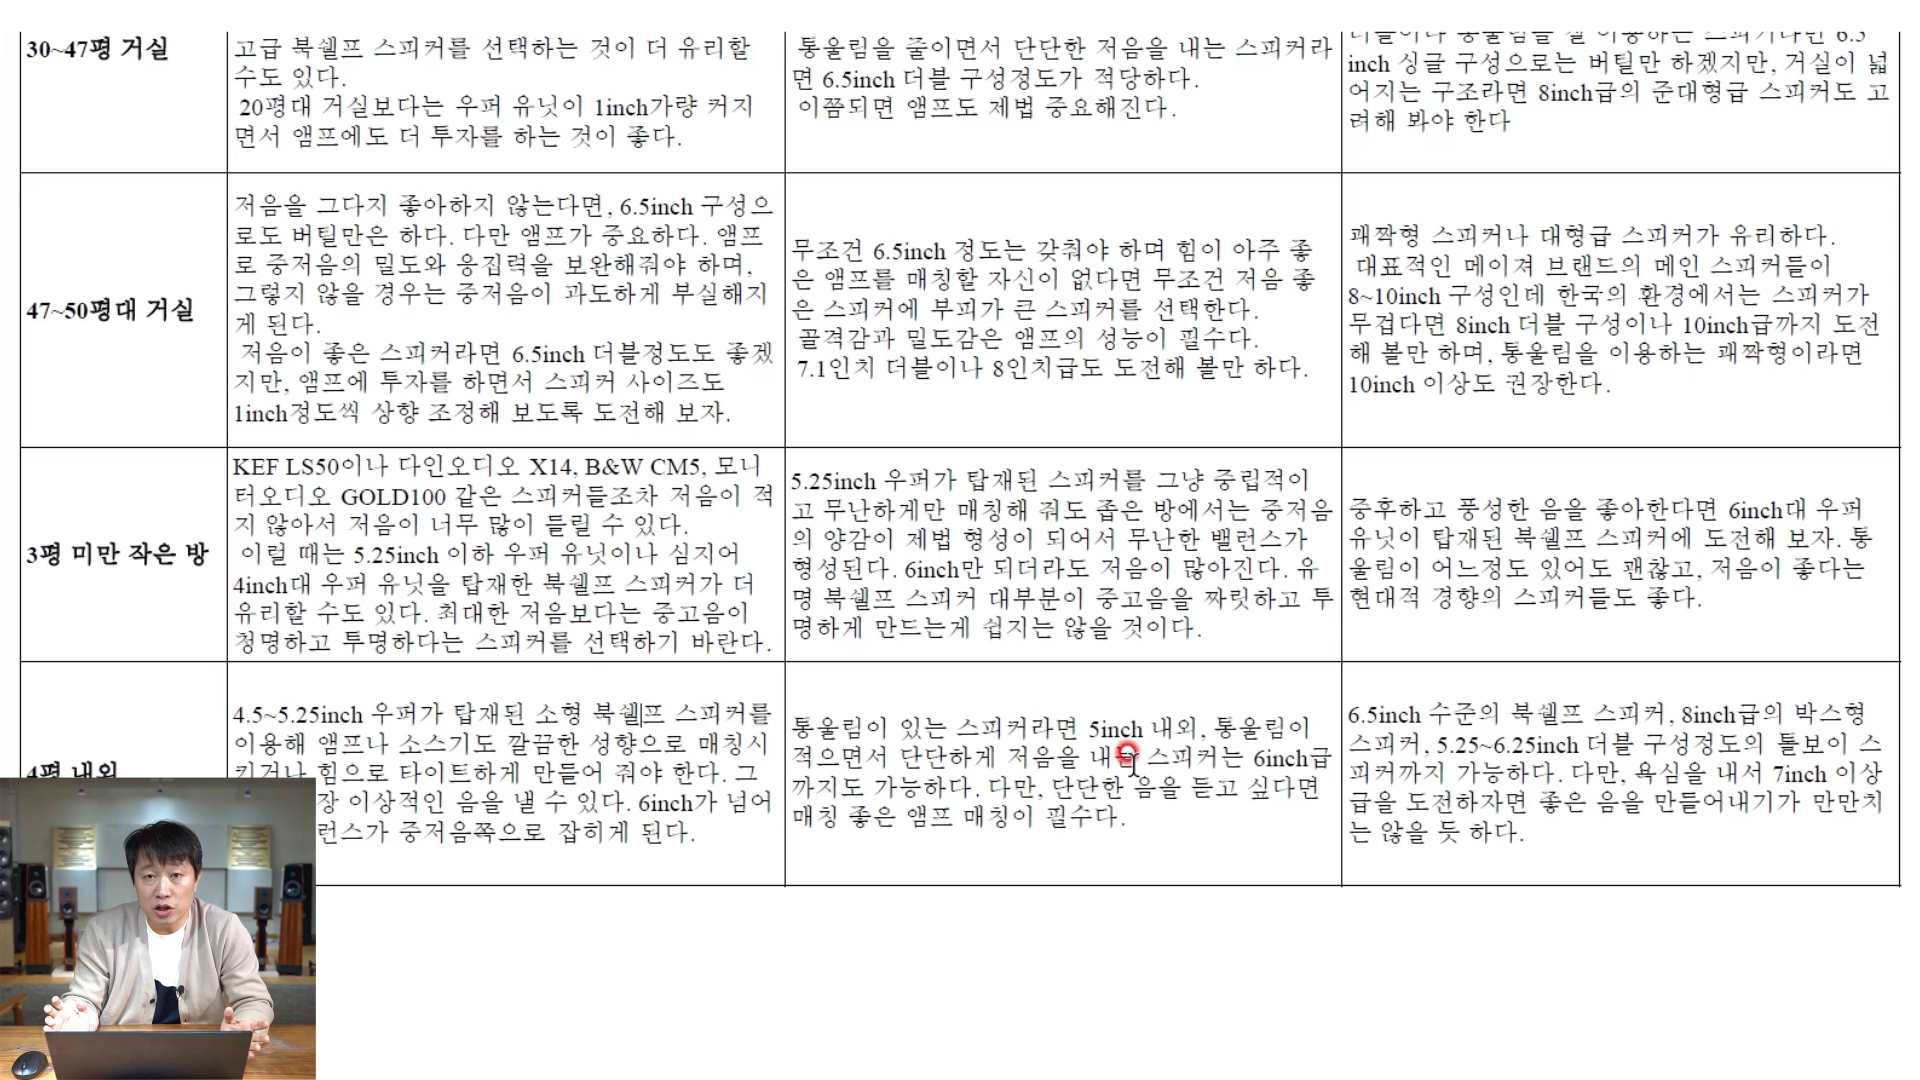 30~47평 거실
고급 북쉘프 스피커를 선택하는 것이 더 유리할
수도 있다.
20평대 거실보다는 우퍼 유닛이 1inch가량 커지
면서 앰프에도 더 투자를 하는 것이 좋다.
통울림을 줄이면서 단단한 저음을 내는 스피커라
면 6.5inch 더블 구성정도가 적당하다.
이쯤되면 앰프도 제법 중요해진다.
inch 싱글 구성으로는 버틸만 하겠지만, 거실이 넓
어지는 구조라면 8inch급의 준대형급 스피커도 고
려해 봐야 한다
47~50평대 거실
저음을 그다지 좋아하지 않는다면, 6.5inch 구성으
로도 버틸만은 하다. 다만 앰프가 중요하다. 앰프
로 중저음의 밀도와 응집력을 보완해줘야 하며,
그렇지 않을 경우는 중저음이 과도하게 부실해지
게 된다.
저음이 좋은 스피커라면 6.5inch 더블정도도 좋겠
지만, 앰프에 투자를 하면서 스피커 사이즈도
1inch정도씩 상향 조정해 보도록 도전해 보자.
무조건 6.5inch 정도는 갖춰야 하며 힘이 아주 좋
은 앰프를 매칭할 자신이 없다면 무조건 저음 좋
은 스피커에 부피가 큰 스피커를 선택한다.
골격감과 밀도감은 앰프의 성능이 필수다.
7.1인치 더블이나 8인치급도 도전해 볼만 하다.
괘짝형 스피커나 대형급 스피커가 유리하다.
대표적인 메이져 브랜드의 메인 스피커들이
8~10inch 구성인데 한국의 환경에서는 스피커가
무겁다면 8inch 더블 구성이나 10inch급까지 도전
해 볼만 하며, 통울림을 이용하는 괘짝형이라면
10inch 이상도 권장한다.
3평 미만 작은 방
KEF LS50이나 다인오디오 X14, B&W CM5, 모니
터오디오 GOLD100 같은 스피커들조차 저음이 적
지 않아서 저음이 너무 많이 들릴 수 있다.
이럴 때는 5.25inch 이하 우퍼 유닛이나 심지어
4inch대 우퍼 유닛을 탑재한 북쉘프 스피커가 더
유리할 수도 있다. 최대한 저음보다는 중고음이
청명하고 투명하다는 스피커를 선택하기 바란다.
5.25inch 우퍼가 탑재된 스피커를 그냥 중립적이
고 무난하게만 매칭해 줘도 좁은 방에서는 중저음
의 양감이 제법 형성이 되어서 무난한 밸런스가
형성된다. 6inch만 되더라도 저음이 많아진다. 유
명 북쉘프 스피커 대부분이 중고음을 짜릿하고 투
명하게 만드는게 쉽지는 않을 것이다.
중후하고 풍성한 음을 좋아한다면 6inch대 우퍼
유닛이 탑재된 북쉘프 스피커에 도전해 보자. 통
울림이 어느정도 있어도 괜찮고, 저음이 좋다는
현대적 경향의 스피커들도 좋다.
4평 내외
4.5~5.25inch 우퍼가 탑재된 소형 북쉘프 스피커를
이용해 앰프나 소스기도 깔끔한 성향으로 매칭시
키거나 힘으로 타이트하게 만들어 줘야 한다. 그
장 이상적인 음을 낼 수 있다. 6inch가 넘어
런스가 중저음쪽으로 잡히게 된다.
통울림이 있는 스피커라면 5inch 내외, 통울림이
적으면서 단단하게 저음을 내는 스피커는 6inch급
까지도 가능하다. 다만, 단단한 음을 듣고 싶다면
매칭 좋은 앰프 매칭이 필수다.
6.5inch 수준의 북쉘프 스피커, 8inch급의 박스형
스피커, 5.25~6.25inch 더블 구성정도의 톨보이 스
피커까지 가능하다. 다만, 욕심을 내서 7inch 이상
급을 도전하자면 좋은 음을 만들어내기가 만만치
는 않을 듯 하다.